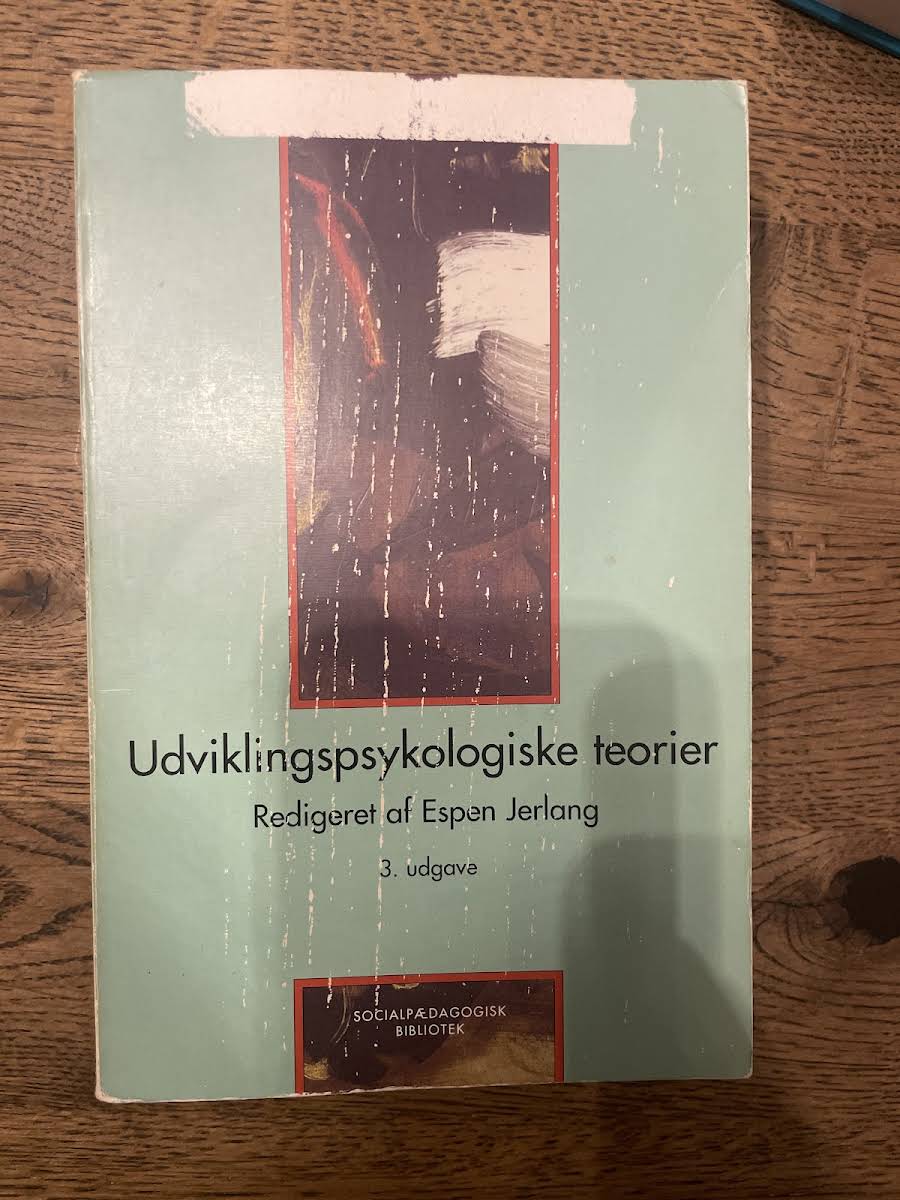 Udviklingspsykologiske teorier
Redigeret af Espen Jerlang
3. udgave
SOCIALPÆDAGOGISK
BIBLIOTEK